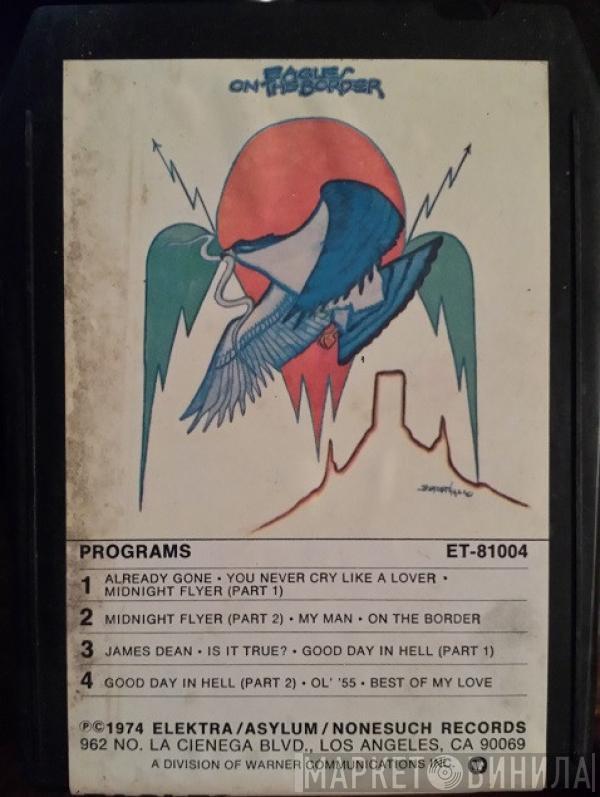 EAGLES
ON THE BORDER
PROGRAMS ET-81004
1 ALREADY GONE • YOU NEVER CRY LIKE A LOVER •
MIDNIGHT FLYER (PART 1)
2 MIDNIGHT FLYER (PART 2) • MY MAN • ON THE BORDER
3 JAMES DEAN • IS IT TRUE? • GOOD DAY IN HELL (PART 1)
4 GOOD DAY IN HELL (PART 2) • OL' '55 • BEST OF MY LOVE
℗©1974 ELEKTRA/ASYLUM/NONESUCH RECORDS
962 NO. LA CIENEGA BLVD., LOS ANGELES, CA 90069
A DIVISION OF WARNER COMMUNICATIONS INC.
МАРКЕТ ВИНИЛА